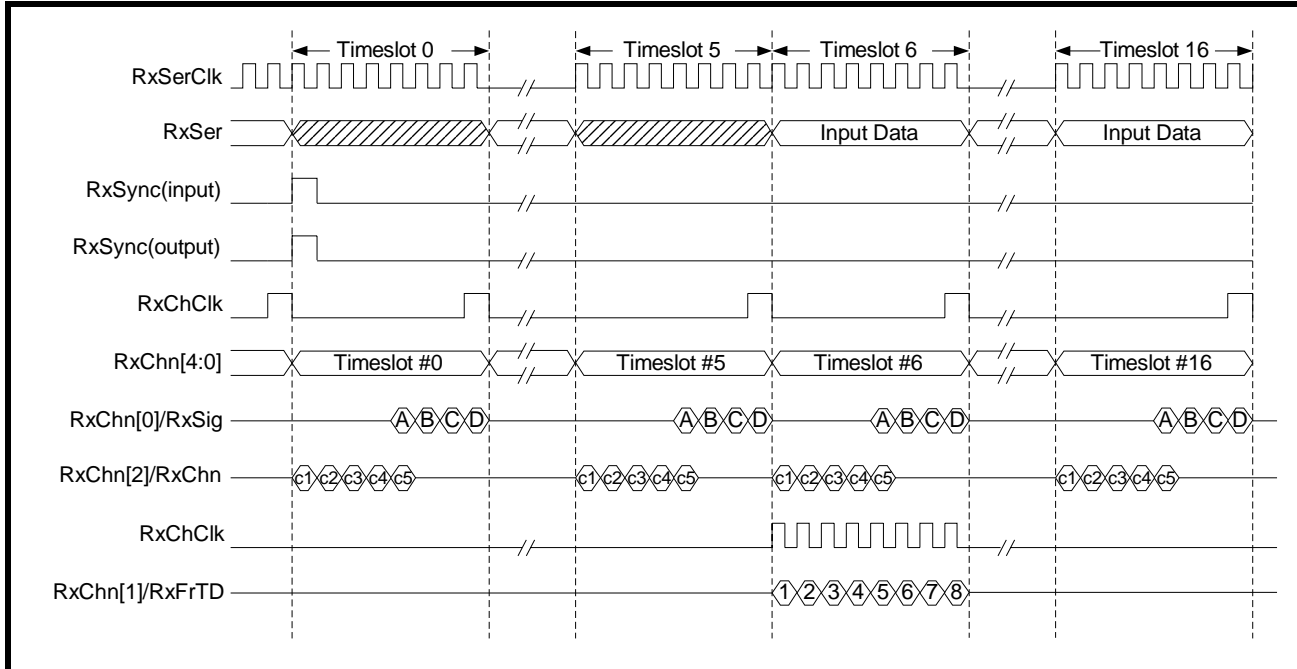 Timeslot 0 Timeslot 5 Timeslot 6 Timeslot 16
RxSerClk
RxSer Input Data Input Data
RxSync(input)
RxSync(output)
RxChClk
RxChn[4:0] Timeslot #0 Timeslot #5 Timeslot #6 Timeslot #16
RxChn[0]/RxSig A B C D A B C D A B C D A B C D
RxChn[2]/RxChn c1 c2 c3 c4 c5 c1 c2 c3 c4 c5 c1 c2 c3 c4 c5 c1 c2 c3 c4 c5
RxChClk
RxChn[1]/RxFrTD 1 2 3 4 5 6 7 8